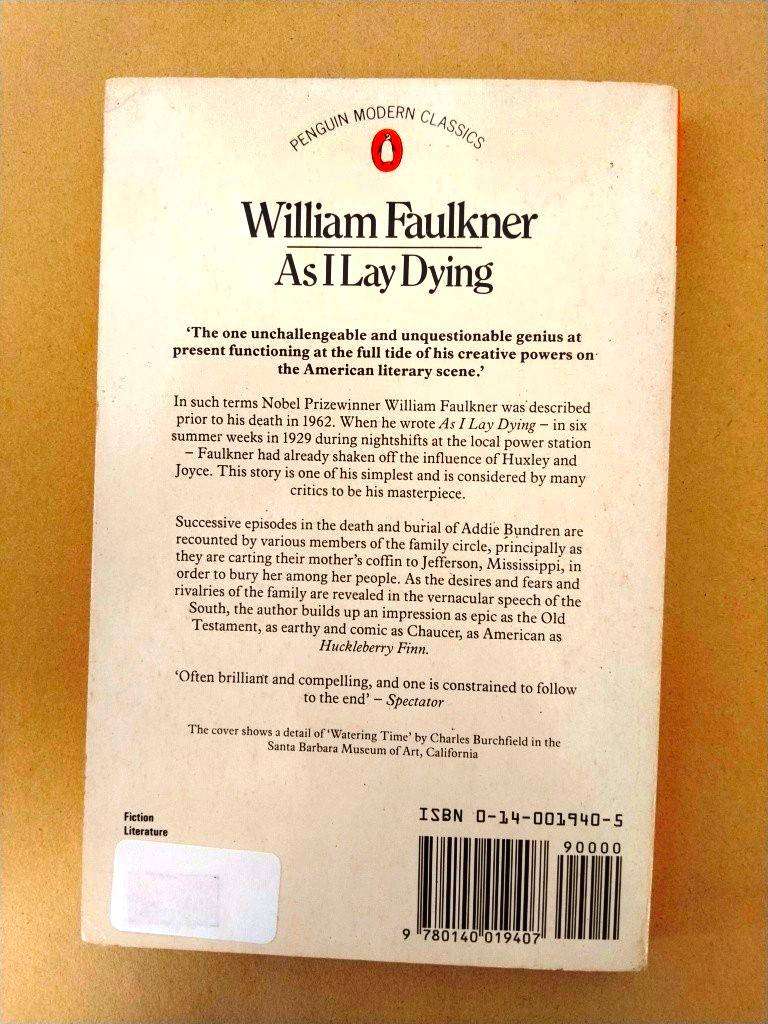 PENGUIN MODERN CLASSICS
William Faulkner
As I Lay Dying
‘The one unchallengeable and unquestionable genius at
present functioning at the full tide of his creative powers on
the American literary scene.’
In such terms Nobel Prizewinner William Faulkner was described
prior to his death in 1962. When he wrote As I Lay Dying – in six
summer weeks in 1929 during nightshifts at the local power station
– Faulkner had already shaken off the influence of Huxley and
Joyce. This story is one of his simplest and is considered by many
critics to be his masterpiece.
Successive episodes in the death and burial of Addie Bundren are
recounted by various members of the family circle, principally as
they are carting their mother’s coffin to Jefferson, Mississippi, in
order to bury her among her people. As the desires and fears and
rivalries of the family are revealed in the vernacular speech of the
South, the author builds up an impression as epic as the Old
Testament, as earthy and comic as Chaucer, as American as
Huckleberry Finn.
‘Often brilliant and compelling, and one is constrained to follow
to the end’ – Spectator
The cover shows a detail of ‘Watering Time’ by Charles Burchfield in the
Santa Barbara Museum of Art, California
Fiction
Literature
ISBN 0-14-001940-5
90000
9 780140 019407